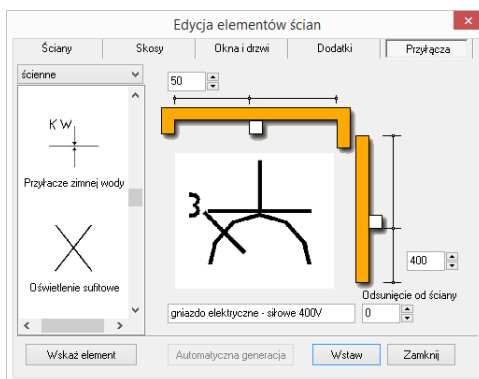 Edycja elementów ścian
Ściany
Skosy
Okna i drzwi
Dodatki
Przyłącza
ścienne
50
KW
Przyłącze zimnej wody
Oświetlenie sufitowe
3
400
Odsunięcie od ściany
gniazdo elektryczne - siłowe 400V
0
Wskaż element
Automatyczna generacja
Wstaw
Zamknij